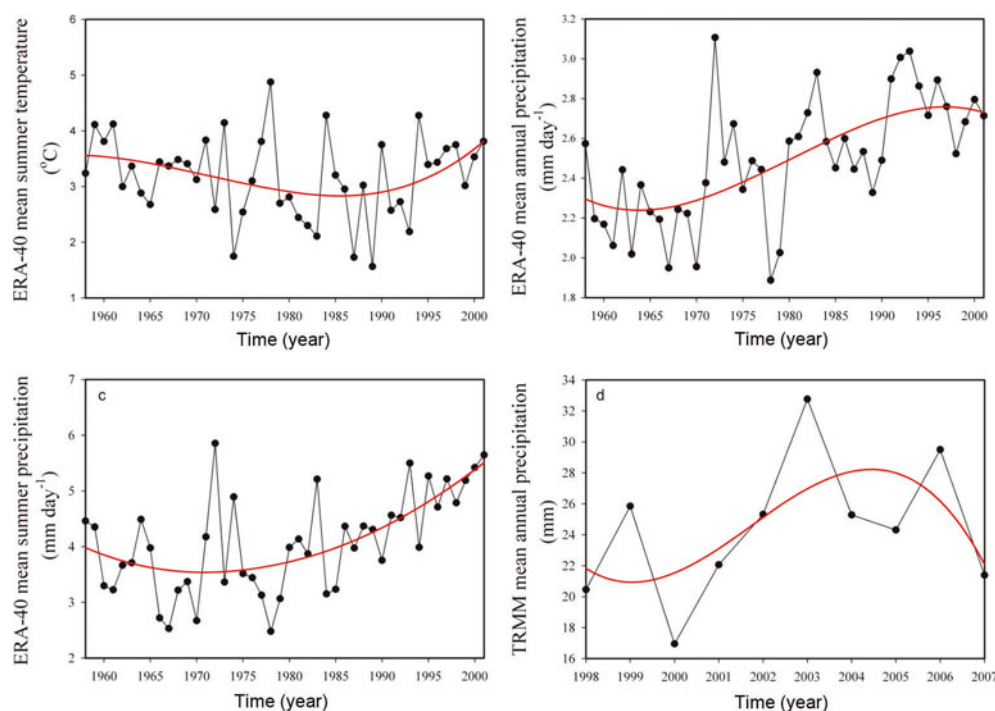 ERA-40 mean summer temperature
(°C)
6
5
4
3
2
1
1960 1965 1970 1975 1980 1985 1990 1995 2000
Time (year)
ERA-40 mean annual precipitation
(mm day-1)
3.2
3.0
2.8
2.6
2.4
2.2
2.0
1.8
1960 1965 1970 1975 1980 1985 1990 1995 2000
Time (year)
ERA-40 mean summer precipitation
(mm day-1)
c
7
6
5
4
3
2
1960 1965 1970 1975 1980 1985 1990 1995 2000
Time (year)
TRMM mean annual precipitation
(mm)
d
34
32
30
28
26
24
22
20
18
16
1998 1999 2000 2001 2002 2003 2004 2005 2006 2007
Time (year)